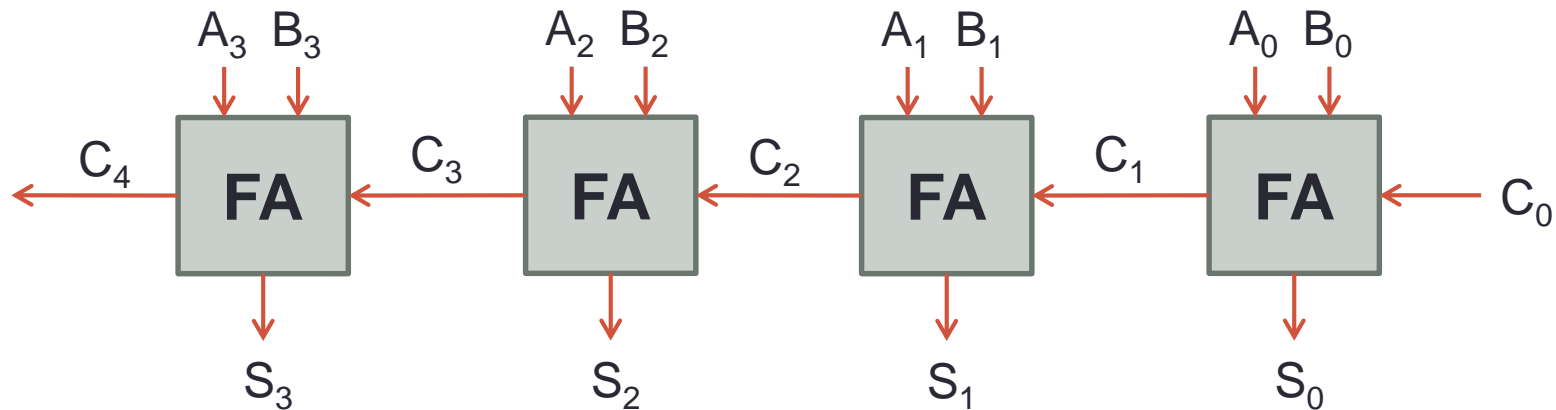 A₃ B₃ A₂ B₂ A₁ B₁ A₀ B₀
C₄ FA C₃ FA C₂ FA C₁ FA C₀
S₃ S₂ S₁ S₀